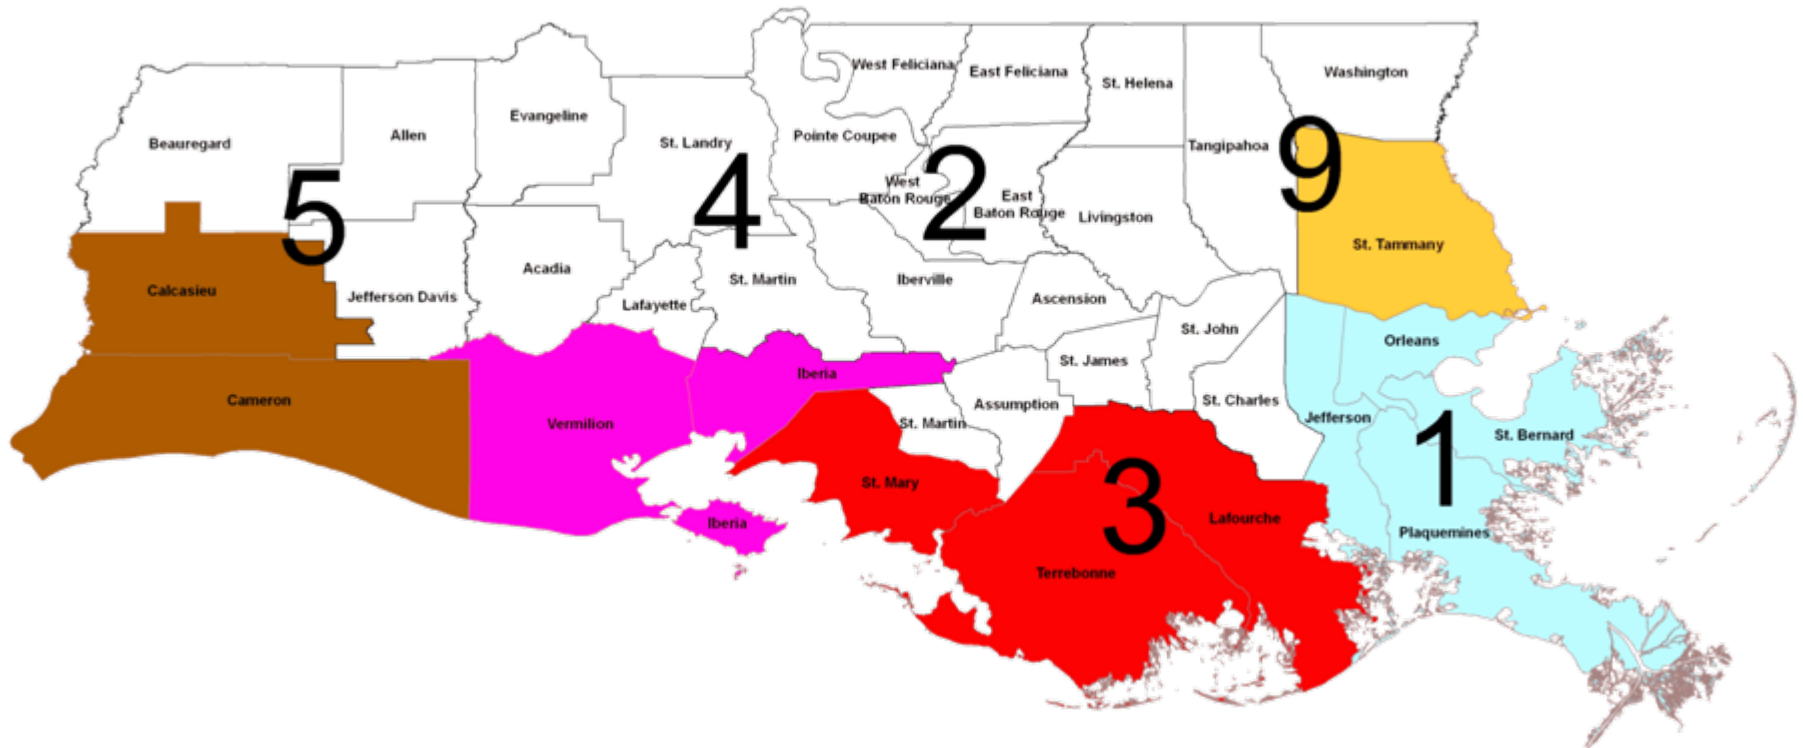 West Feliciana
East Feliciana
St. Helena
Washington
Evangeline
Beauregard
Allen
St. Landry
Pointe Coupee
Tangipahoa
9
5
4
2
West
Baton Rouge
East
Baton Rouge
Livingston
St. Tammany
Calcasieu
Jefferson Davis
Acadia
Lafayette
St. Martin
Iberville
Ascension
St. John
Orleans
St. James
Iberia
Cameron
Vermilion
St. Martin
Assumption
St. Charles
Jefferson
1
St. Bernard
St. Mary
3
Lafourche
Plaquemines
Iberia
Terrebonne